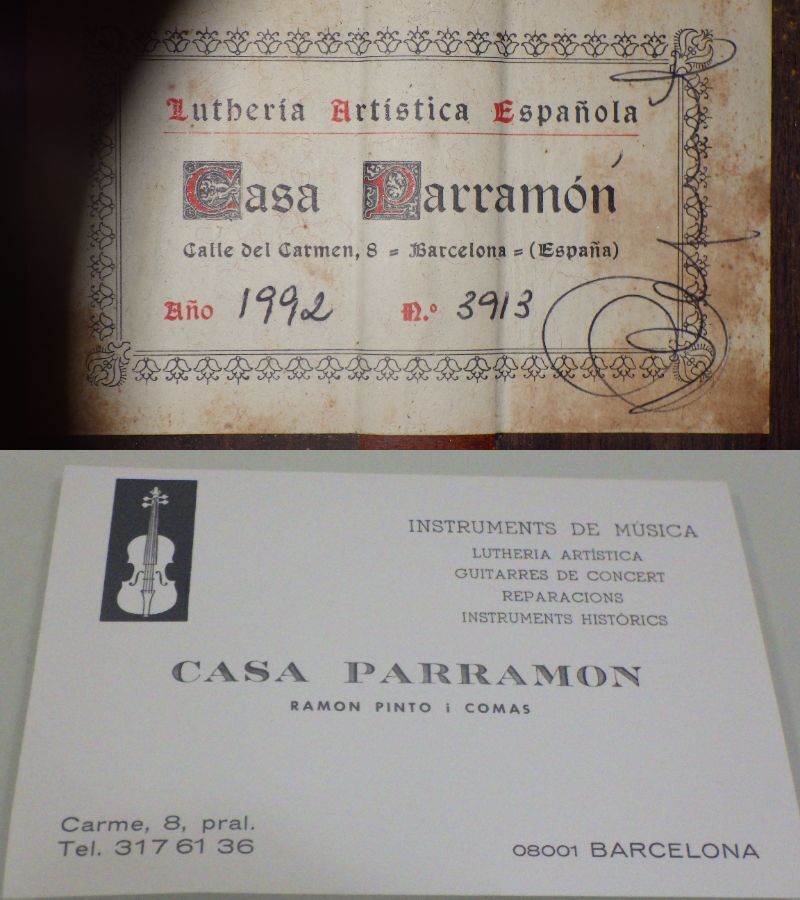 Lutheria Artística Española
Casa Parramón
Calle del Carmen, 8 = Barcelona = (España)
Año 1992 N.º 3913
INSTRUMENTS DE MÚSICA
LUTHERIA ARTÍSTICA
GUITARRES DE CONCERT
REPARACIONS
INSTRUMENTS HISTÒRICS
CASA PARRAMON
RAMON PINTO i COMAS
Carme, 8, pral.
Tel. 317 61 36
08001 BARCELONA